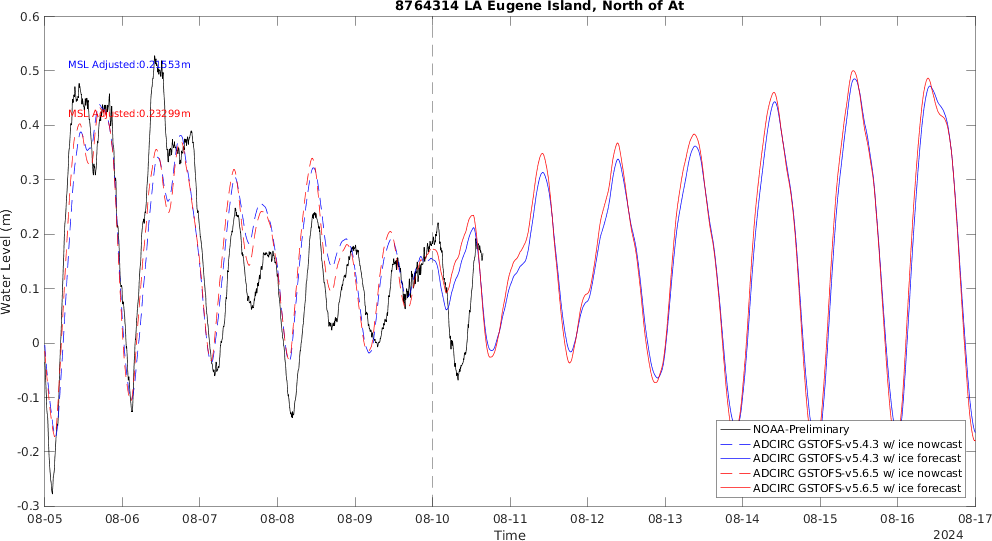 8764314 LA Eugene Island, North of At
0.6
0.5
0.4
0.3
0.2
0.1
0
-0.1
-0.2
-0.3
Water Level (m)
MSL Adjusted:0.21553m
MSL Adjusted:0.23299m
NOAA-Preliminary
ADCIRC GSTOFS-v5.4.3 w/ ice nowcast
ADCIRC GSTOFS-v5.4.3 w/ ice forecast
ADCIRC GSTOFS-v5.6.5 w/ ice nowcast
ADCIRC GSTOFS-v5.6.5 w/ ice forecast
08-05 08-06 08-07 08-08 08-09 08-10 08-11 08-12 08-13 08-14 08-15 08-16 08-17
Time
2024